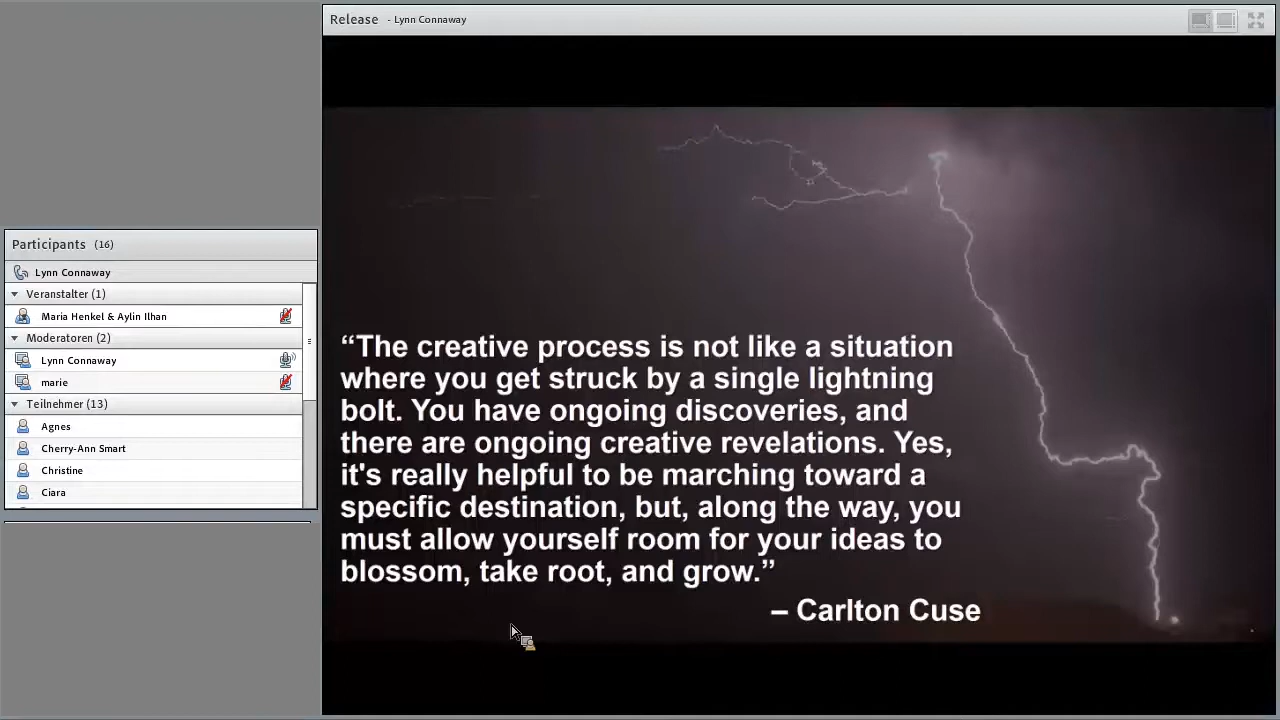 Release - Lynn Connaway
Participants (16)
Lynn Connaway
Veranstalter (1)
Maria Henkel & Aylin Ilhan
Moderatoren (2)
Lynn Connaway
marie
Teilnehmer (13)
Agnes
Cherry-Ann Smart
Christine
Ciara
“The creative process is not like a situation
where you get struck by a single lightning
bolt. You have ongoing discoveries, and
there are ongoing creative revelations. Yes,
it's really helpful to be marching toward a
specific destination, but, along the way, you
must allow yourself room for your ideas to
blossom, take root, and grow.”
– Carlton Cuse